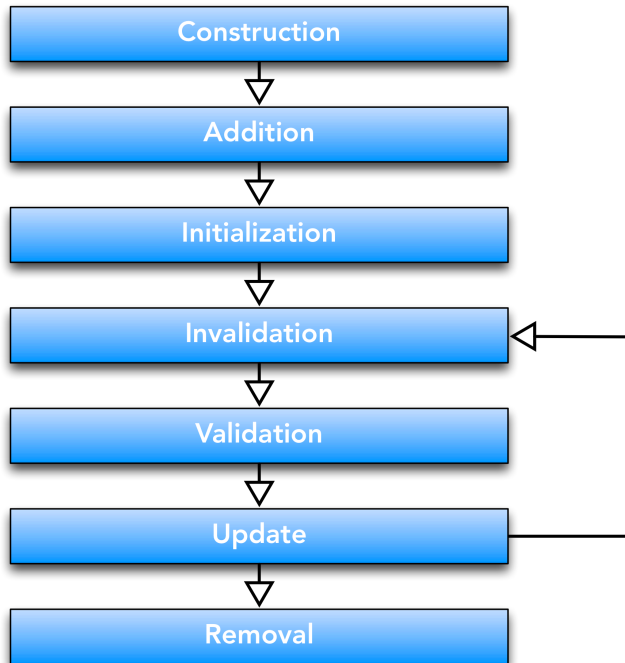 Construction
Addition
Initialization
Invalidation
Validation
Update
Removal